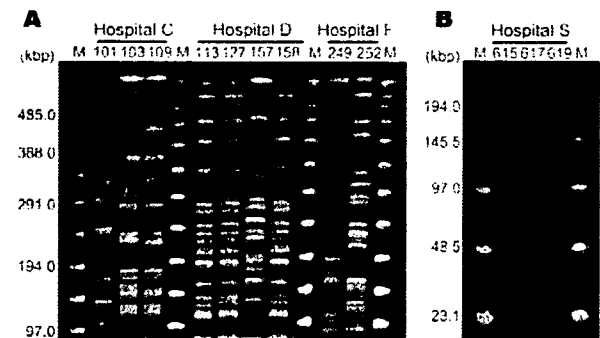 A
B
Hospital C Hospital D Hospital F
Hospital S
(kbp) M 101 103 109 M 113 127 157 158 M 249 252 M
(kbp) M 615 617 619 M
485.0
388.0
291.0
194.0
97.0
194.0
145.5
97.0
48.5
23.1